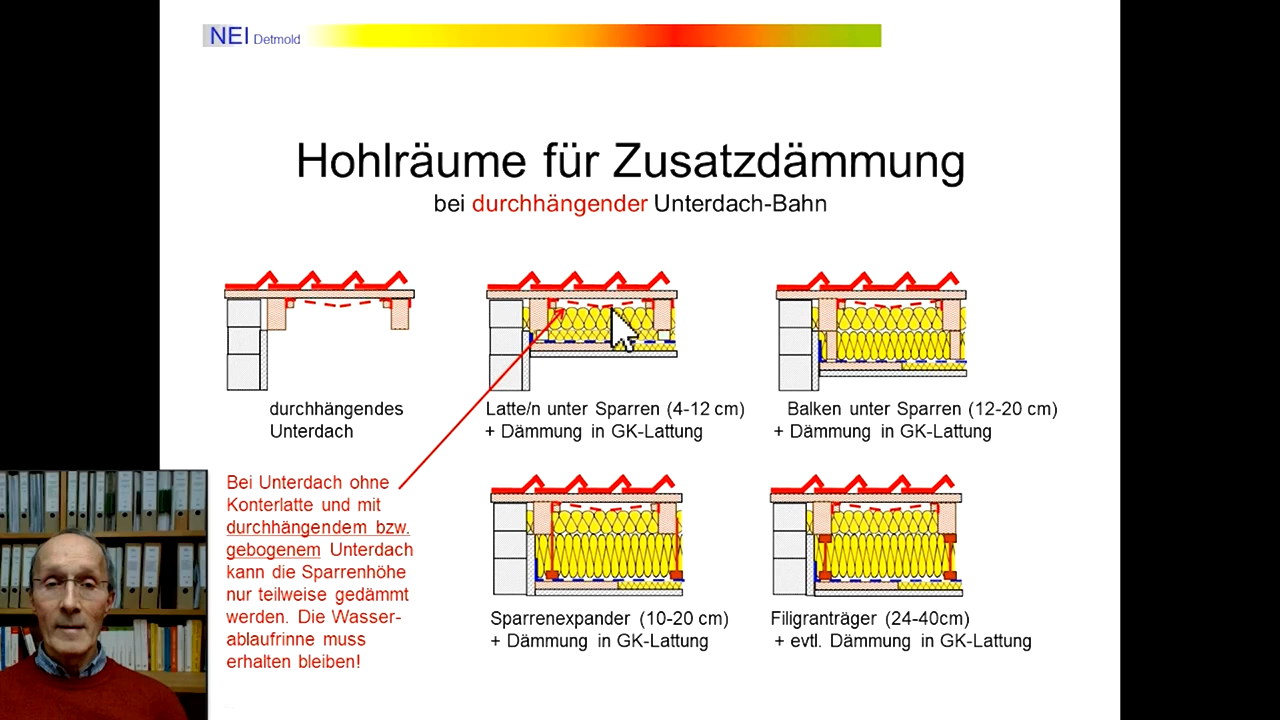 NEI Detmold
Hohlräume für Zusatzdämmung
bei durchhängender Unterdach-Bahn
durchhängendes
Unterdach
Latte/n unter Sparren (4-12 cm)
+ Dämmung in GK-Lattung
Balken unter Sparren (12-20 cm)
+ Dämmung in GK-Lattung
Bei Unterdach ohne
Konterlatte und mit
durchhängendem bzw.
gebogenem Unterdach
kann die Sparrenhöhe
nur teilweise gedämmt
werden. Die Wasser-
ablaufrinne muss
erhalten bleiben!
Sparrenexpander (10-20 cm)
+ Dämmung in GK-Lattung
Filigranträger (24-40cm)
+ evtl. Dämmung in GK-Lattung